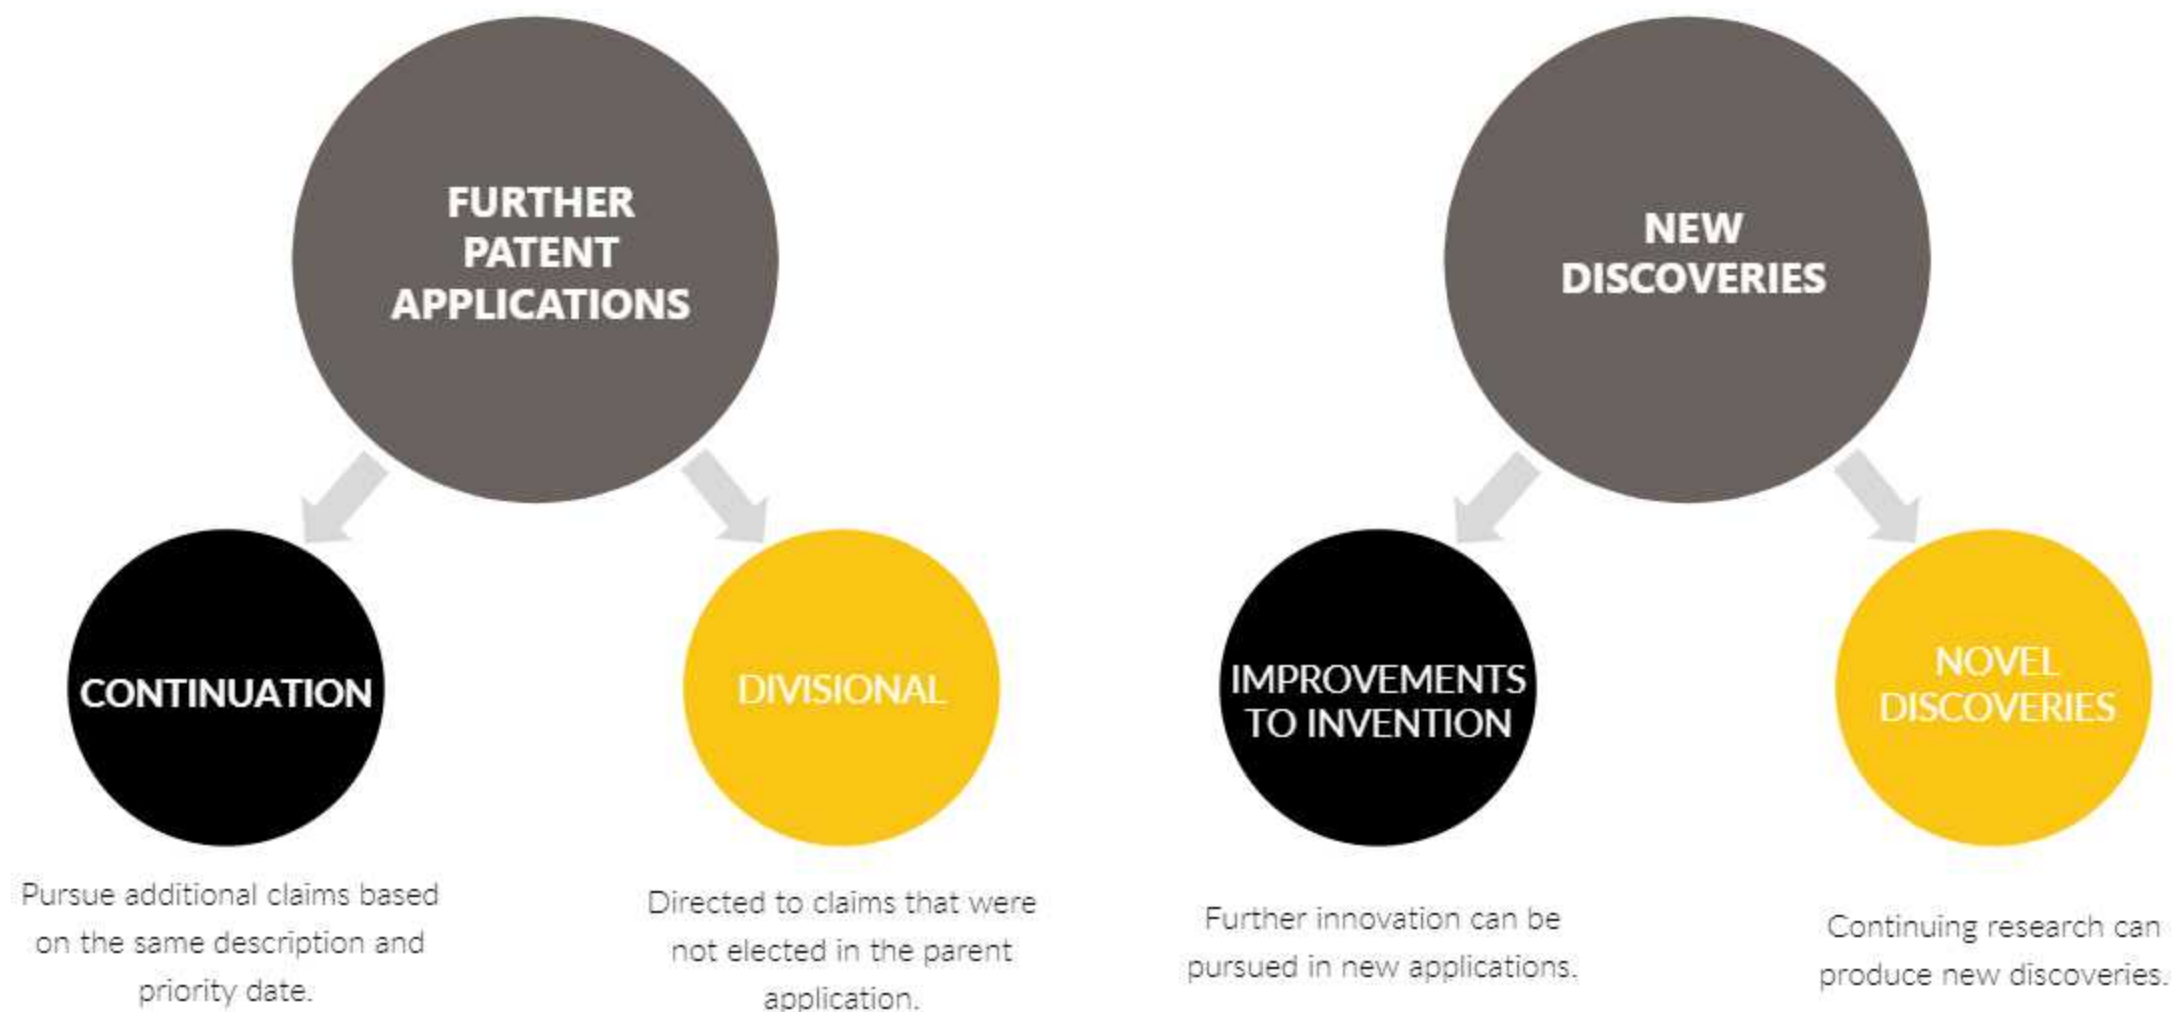 FURTHER
PATENT
APPLICATIONS
NEW
DISCOVERIES
CONTINUATION
DIVISIONAL
IMPROVEMENTS
TO INVENTION
NOVEL
DISCOVERIES
Pursue additional claims based
on the same description and
priority date.
Directed to claims that were
not elected in the parent
application.
Further innovation can be
pursued in new applications.
Continuing research can
produce new discoveries.